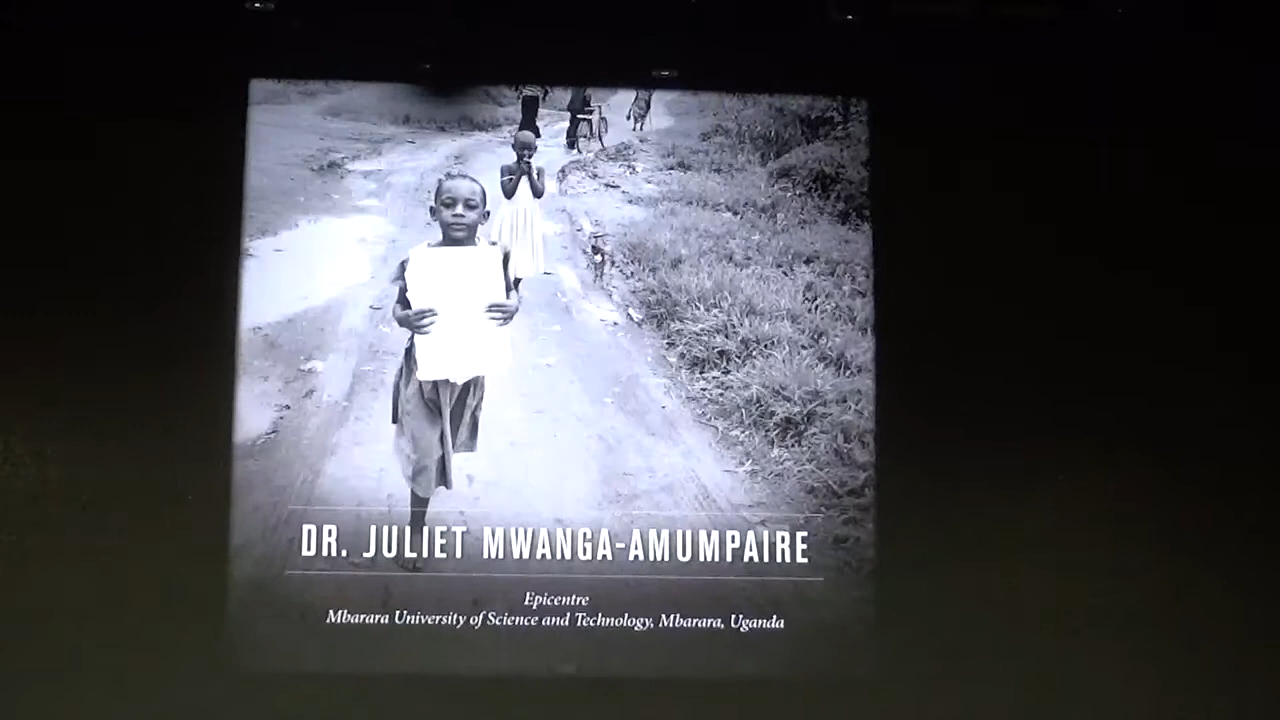 DR. JULIET MWANGA-AMUMPAIRE
Epicentre
Mbarara University of Science and Technology, Mbarara, Uganda